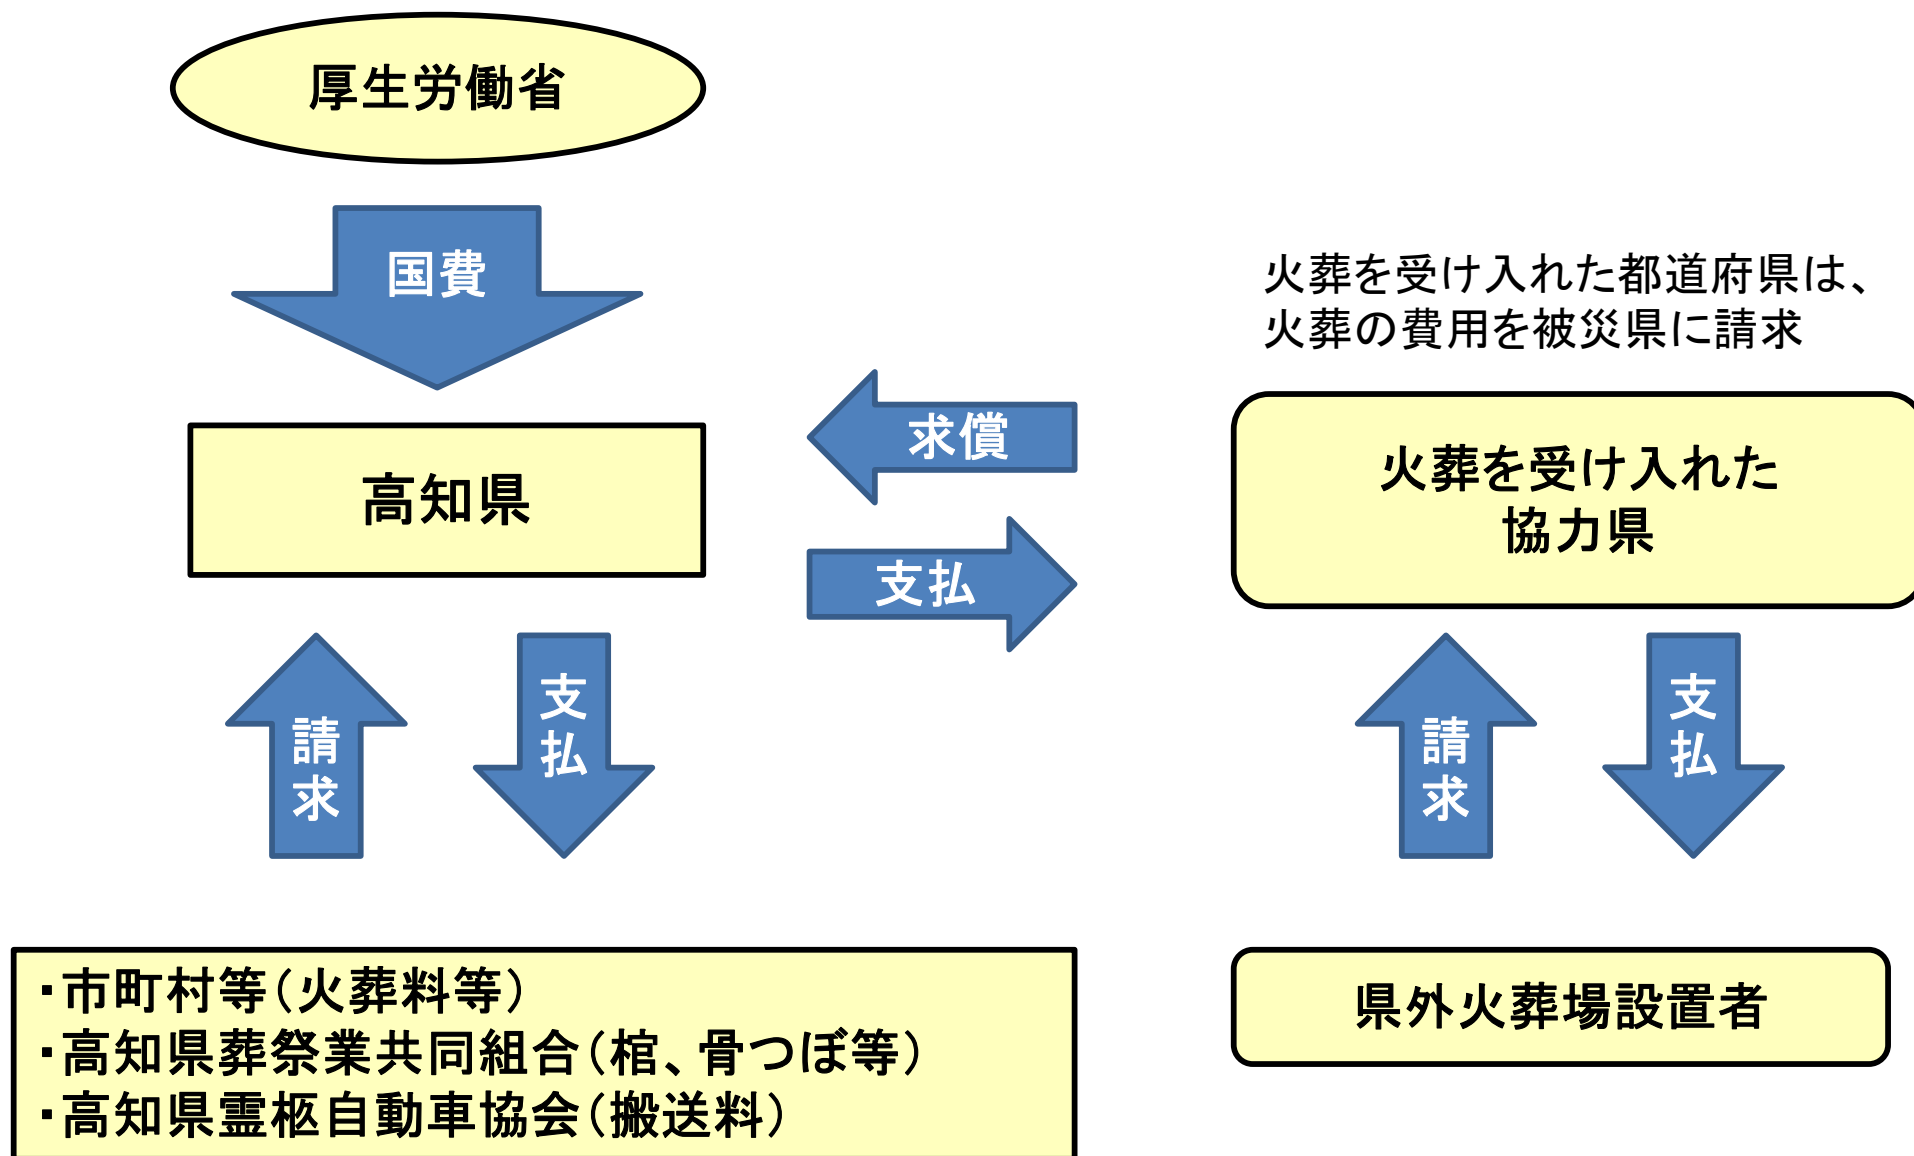 厚生労働省
国費
火葬を受け入れた都道府県は、
火葬の費用を被災県に請求
求償
高知県
火葬を受け入れた
協力県
支払
請求
支払
請求
支払
・市町村等(火葬料等)
・高知県葬祭業共同組合(棺、骨つぼ等)
・高知県霊柩自動車協会(搬送料)
県外火葬場設置者